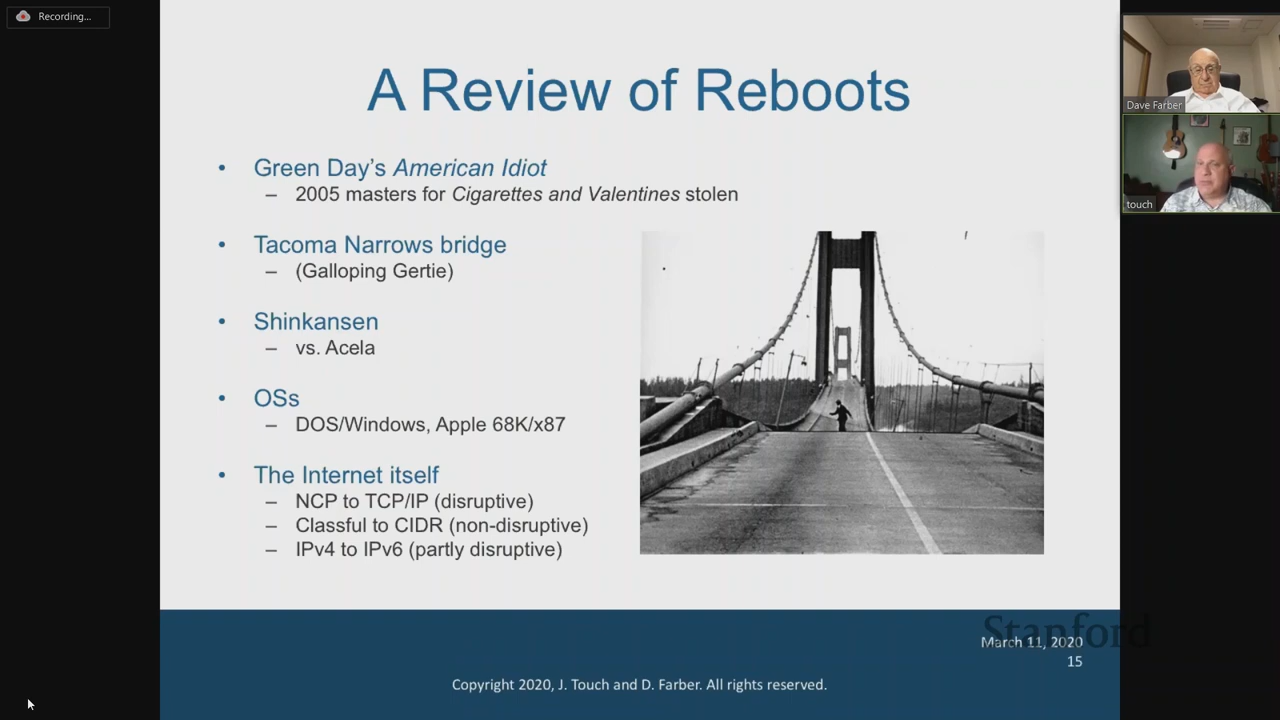 Recording...
A Review of Reboots
• Green Day's American Idiot
– 2005 masters for Cigarettes and Valentines stolen
• Tacoma Narrows bridge
– (Galloping Gertie)
• Shinkansen
– vs. Acela
• OSs
– DOS/Windows, Apple 68K/x87
• The Internet itself
– NCP to TCP/IP (disruptive)
– Classful to CIDR (non-disruptive)
– IPv4 to IPv6 (partly disruptive)
Dave Farber
touch
Stanford
March 11, 2020
15
Copyright 2020, J. Touch and D. Farber. All rights reserved.